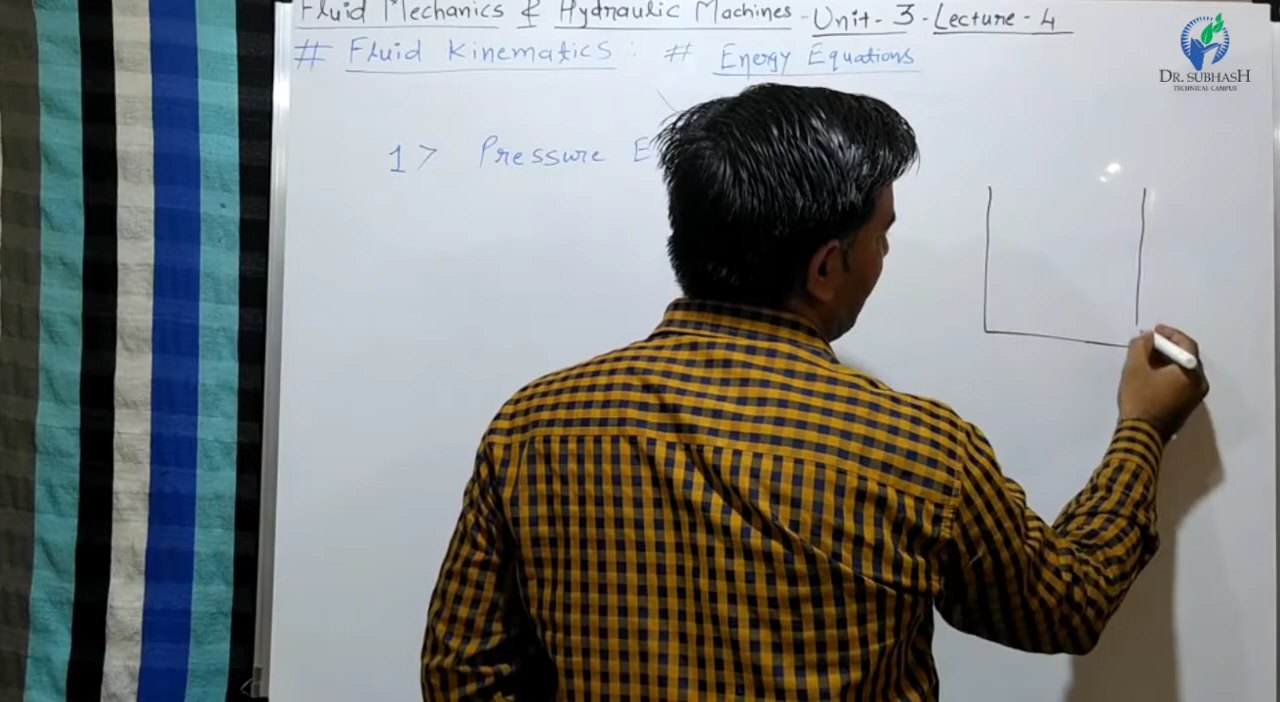 Fluid Mechanics & Hydraulic Machines - Unit - 3 - Lecture - 4
# Fluid Kinematics : # Energy Equations
1> Pressure E
DR. SUBHASH
TECHNICAL CAMPUS